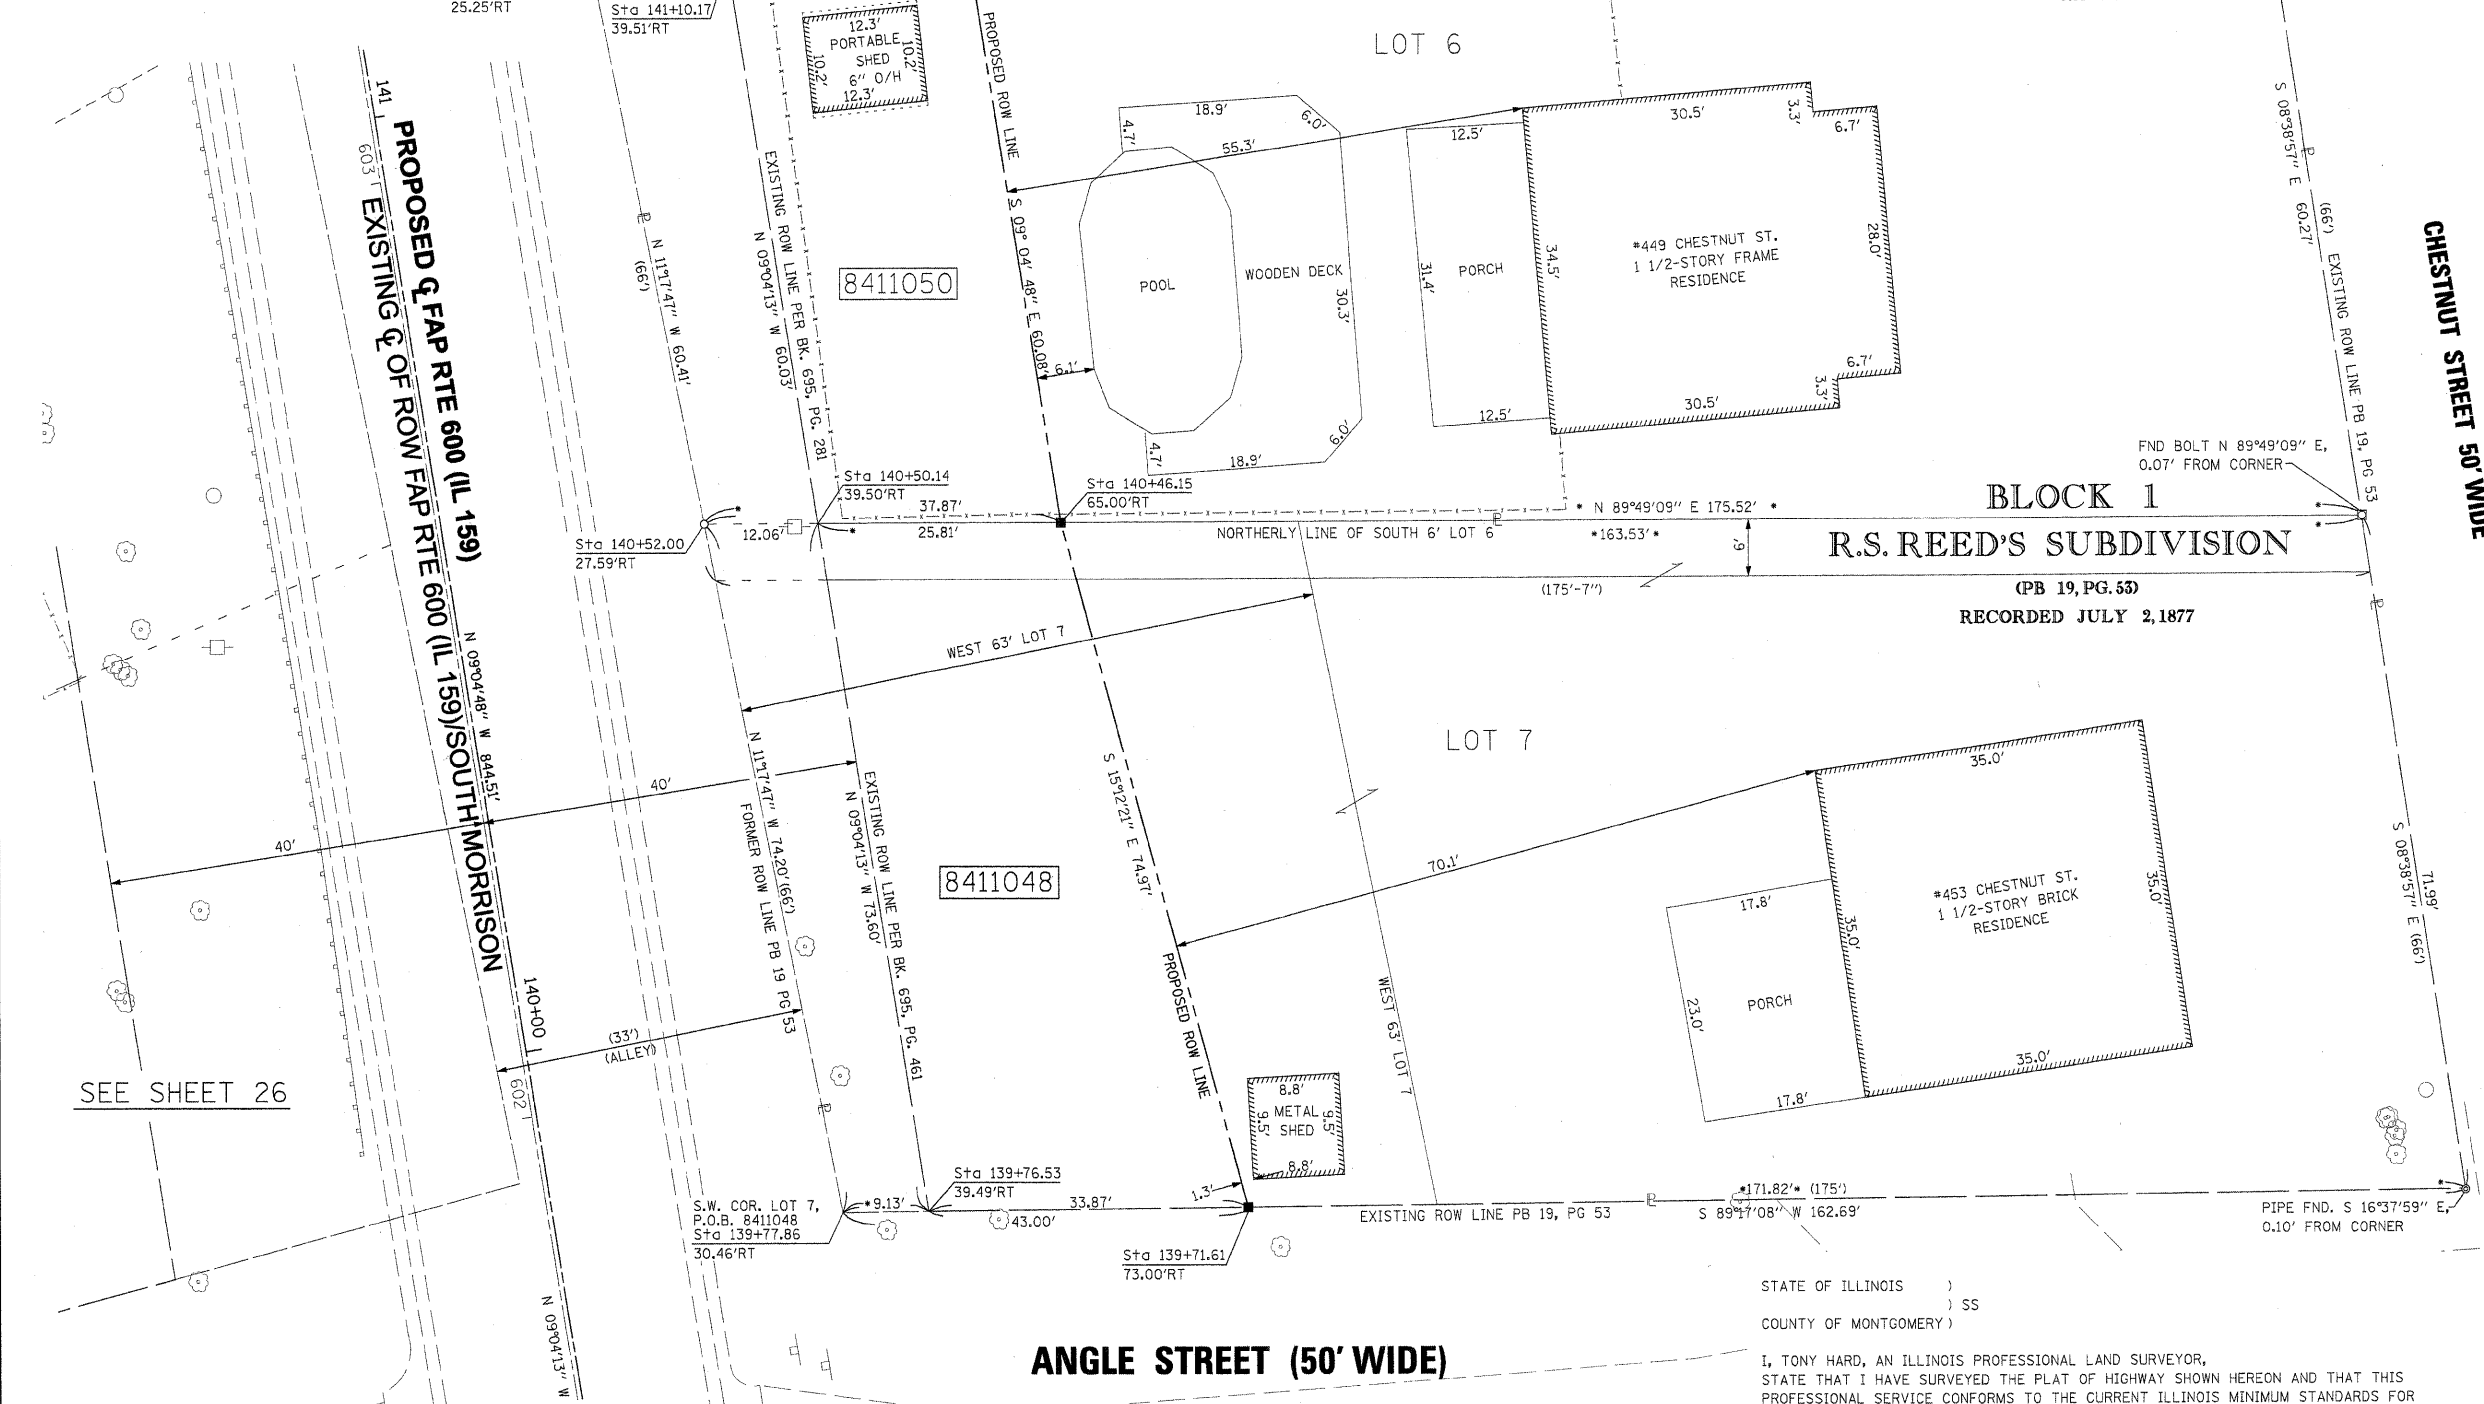 25.25'RT
Sta 141+10.17
39.51'RT
12.3'
PORTABLE
SHED
6" O/H
12.3'
10.2'
10.2'
PROPOSED ROW LINE
LOT 6
141
603
PROPOSED ℄ FAP RTE 600 (IL 159)
EXISTING ℄ OF ROW FAP RTE 600 (IL 159)/SOUTH MORRISON
N 11°17'47" W 60.41'
(66')
EXISTING ROW LINE PER BK. 695, PG. 281
N 09°04'13" W 60.03'
8411050
S 09° 04' 48" E 60.08'
18.9'
6.0'
4.7'
55.3'
12.5'
POOL
WOODEN DECK
30.3'
31.4'
PORCH
6.1'
12.5'
4.7'
18.9'
6.0'
30.5'
3.3'
6.7'
34.5'
#449 CHESTNUT ST.
1 1/2-STORY FRAME
RESIDENCE
28.0'
6.7'
3.3'
30.5'
S 08°38'57" E 60.27'
(66') EXISTING ROW LINE PB 19, PG 53
CHESTNUT STREET 50' WIDE
FND BOLT N 89°49'09" E,
0.07' FROM CORNER
Sta 140+50.14
39.50'RT
Sta 140+46.15
65.00'RT
37.87'
* N 89°49'09" E 175.52' *
BLOCK 1
12.06'
*
25.81'
NORTHERLY LINE OF SOUTH 6' LOT 6
*163.53'*
6'
R.S. REED'S SUBDIVISION
Sta 140+52.00
27.59'RT
(175'-7")
(PB 19, PG. 53)
RECORDED JULY 2, 1877
WEST 63' LOT 7
N 09°04'48" W 844.51'
LOT 7
N 11°17'47" W 74.20' (66')
FORMER ROW LINE PB 19 PG 53
EXISTING ROW LINE PER BK. 695, PG. 461
N 09°04'13" W 73.60'
S 15°12'21" E 74.97'
PROPOSED ROW LINE
40'
40'
8411048
70.1'
35.0'
#453 CHESTNUT ST.
1 1/2-STORY BRICK
RESIDENCE
35.0'
35.0'
35.0'
17.8'
23.0'
PORCH
17.8'
S 08°38'57" E (66')
71.99'
WEST 63' LOT 7
140+00
602
(33')
(ALLEY)
SEE SHEET 26
8.8'
METAL
SHED
9.5'
9.5'
8.8'
1.3'
Sta 139+76.53
39.49'RT
S.W. COR. LOT 7,
P.O.B. 8411048
Sta 139+77.86
30.46'RT
*9.13'
33.87'
43.00'
Sta 139+71.61
73.00'RT
*171.82'* (175')
EXISTING ROW LINE PB 19, PG 53
S 89°17'08" W 162.69'
PIPE FND. S 16°37'59" E,
0.10' FROM CORNER
N 09°04'13" W
ANGLE STREET (50' WIDE)
STATE OF ILLINOIS )
) SS
COUNTY OF MONTGOMERY )
I, TONY HARD, AN ILLINOIS PROFESSIONAL LAND SURVEYOR,
STATE THAT I HAVE SURVEYED THE PLAT OF HIGHWAY SHOWN HEREON AND THAT THIS
PROFESSIONAL SERVICE CONFORMS TO THE CURRENT ILLINOIS MINIMUM STANDARDS FOR